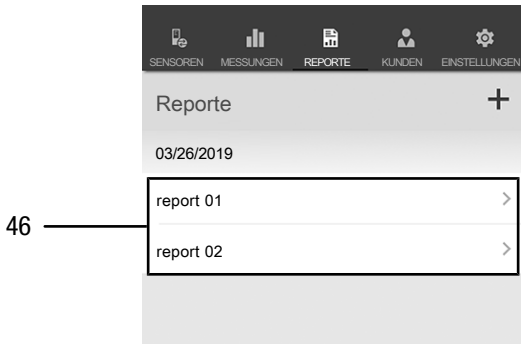 SENSOREN MESSUNGEN REPORTE KUNDEN EINSTELLUNGEN
Reporte +
03/26/2019
46
report 01
report 02